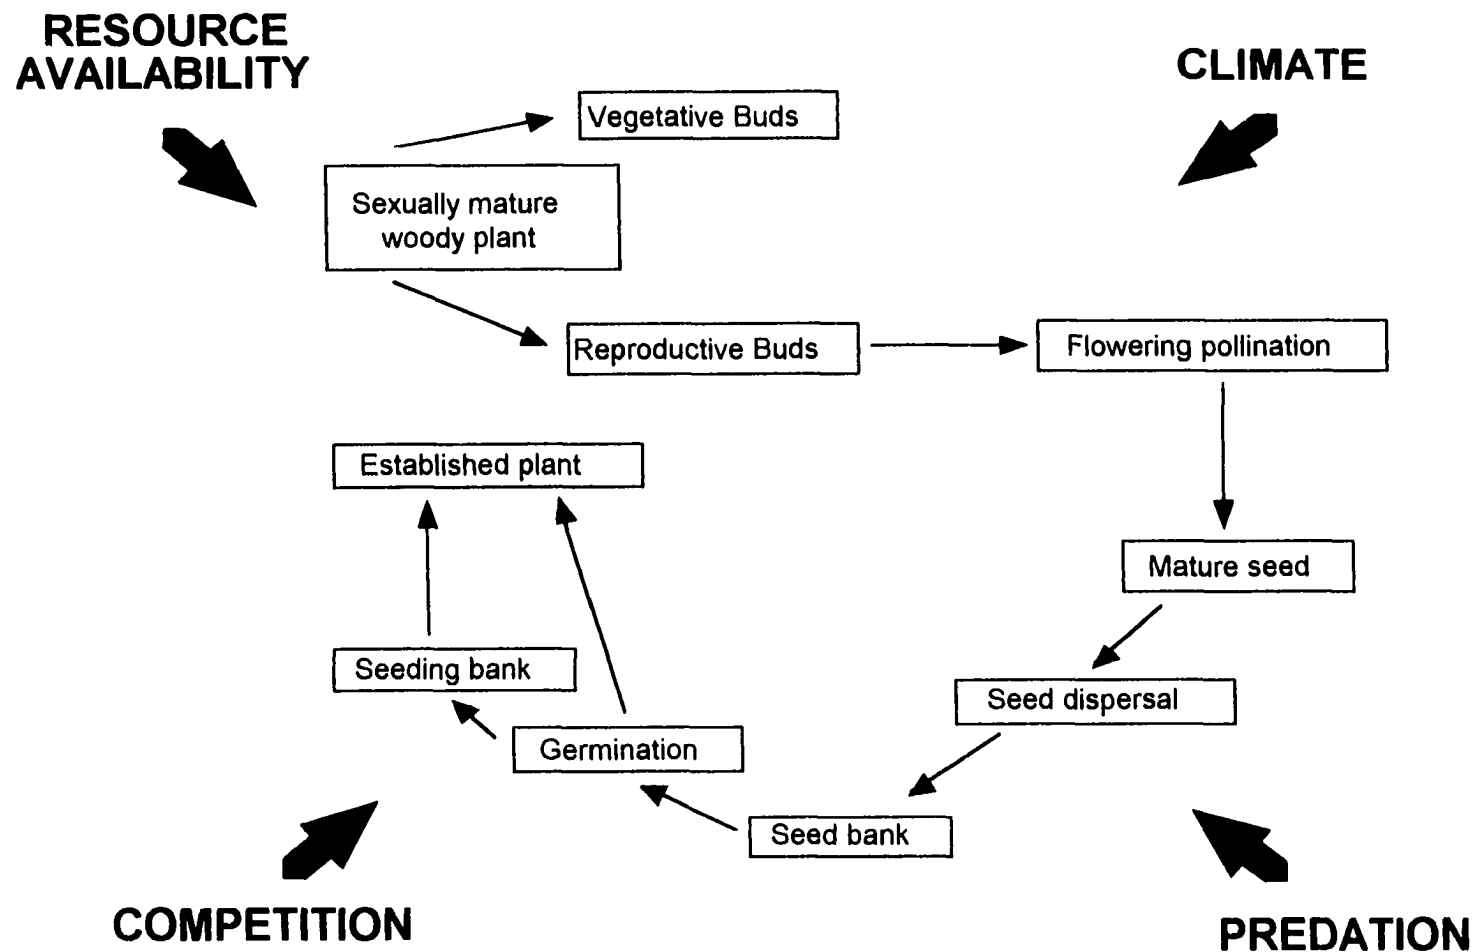 RESOURCE
AVAILABILITY
CLIMATE
Vegetative Buds
Sexually mature
woody plant
Reproductive Buds
Flowering pollination
Established plant
Mature seed
Seeding bank
Seed dispersal
Germination
Seed bank
COMPETITION
PREDATION